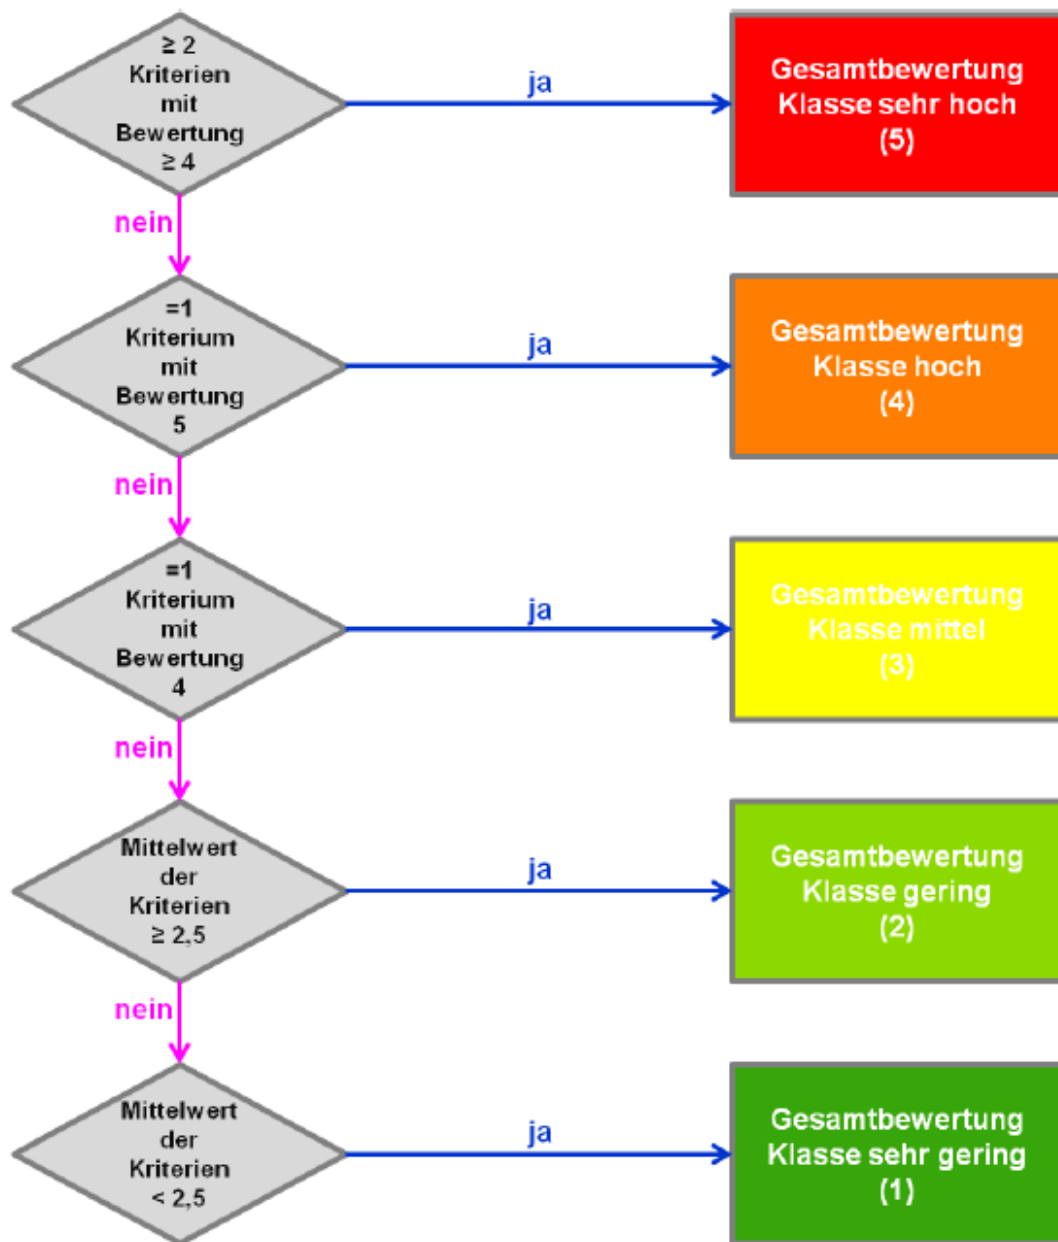 ≥ 2
Kriterien
mit
Bewertung
≥ 4
ja
Gesamtbewertung
Klasse sehr hoch
(5)
nein
=1
Kriterium
mit
Bewertung
5
ja
Gesamtbewertung
Klasse hoch
(4)
nein
=1
Kriterium
mit
Bewertung
4
ja
Gesamtbewertung
Klasse mittel
(3)
nein
Mittelwert
der
Kriterien
≥ 2,5
ja
Gesamtbewertung
Klasse gering
(2)
nein
Mittelwert
der
Kriterien
< 2,5
ja
Gesamtbewertung
Klasse sehr gering
(1)